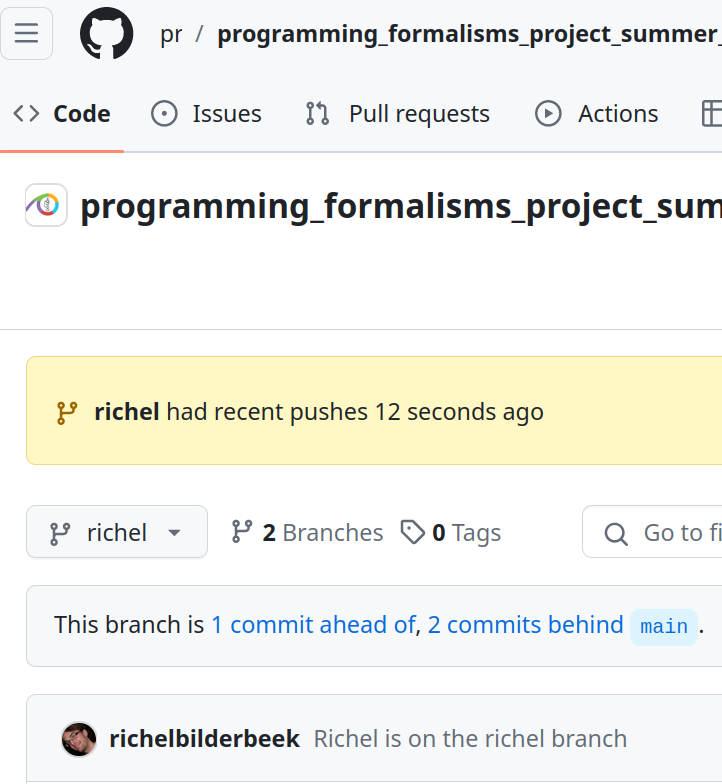 pr / programming_formalisms_project_summer_
Code Issues Pull requests Actions
programming_formalisms_project_sum
richel had recent pushes 12 seconds ago
richel 2 Branches 0 Tags Go to fi
This branch is 1 commit ahead of, 2 commits behind main.
richelbilderbeek Richel is on the richel branch